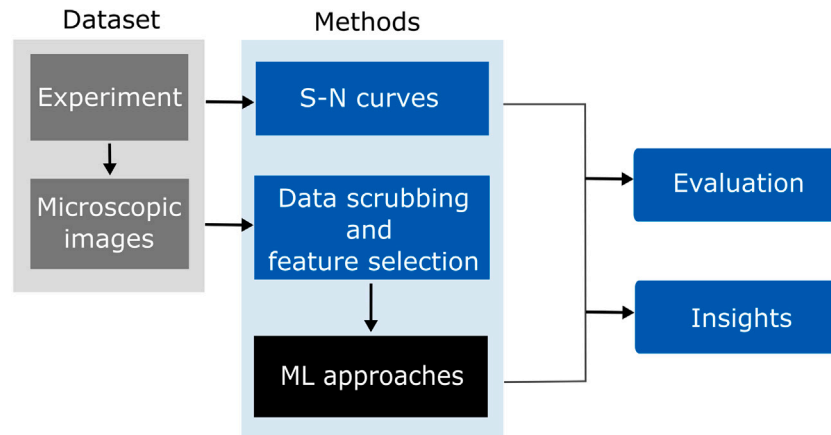 Dataset
Methods
Experiment
S-N curves
Microscopic
images
Data scrubbing
and
feature selection
ML approaches
Evaluation
Insights